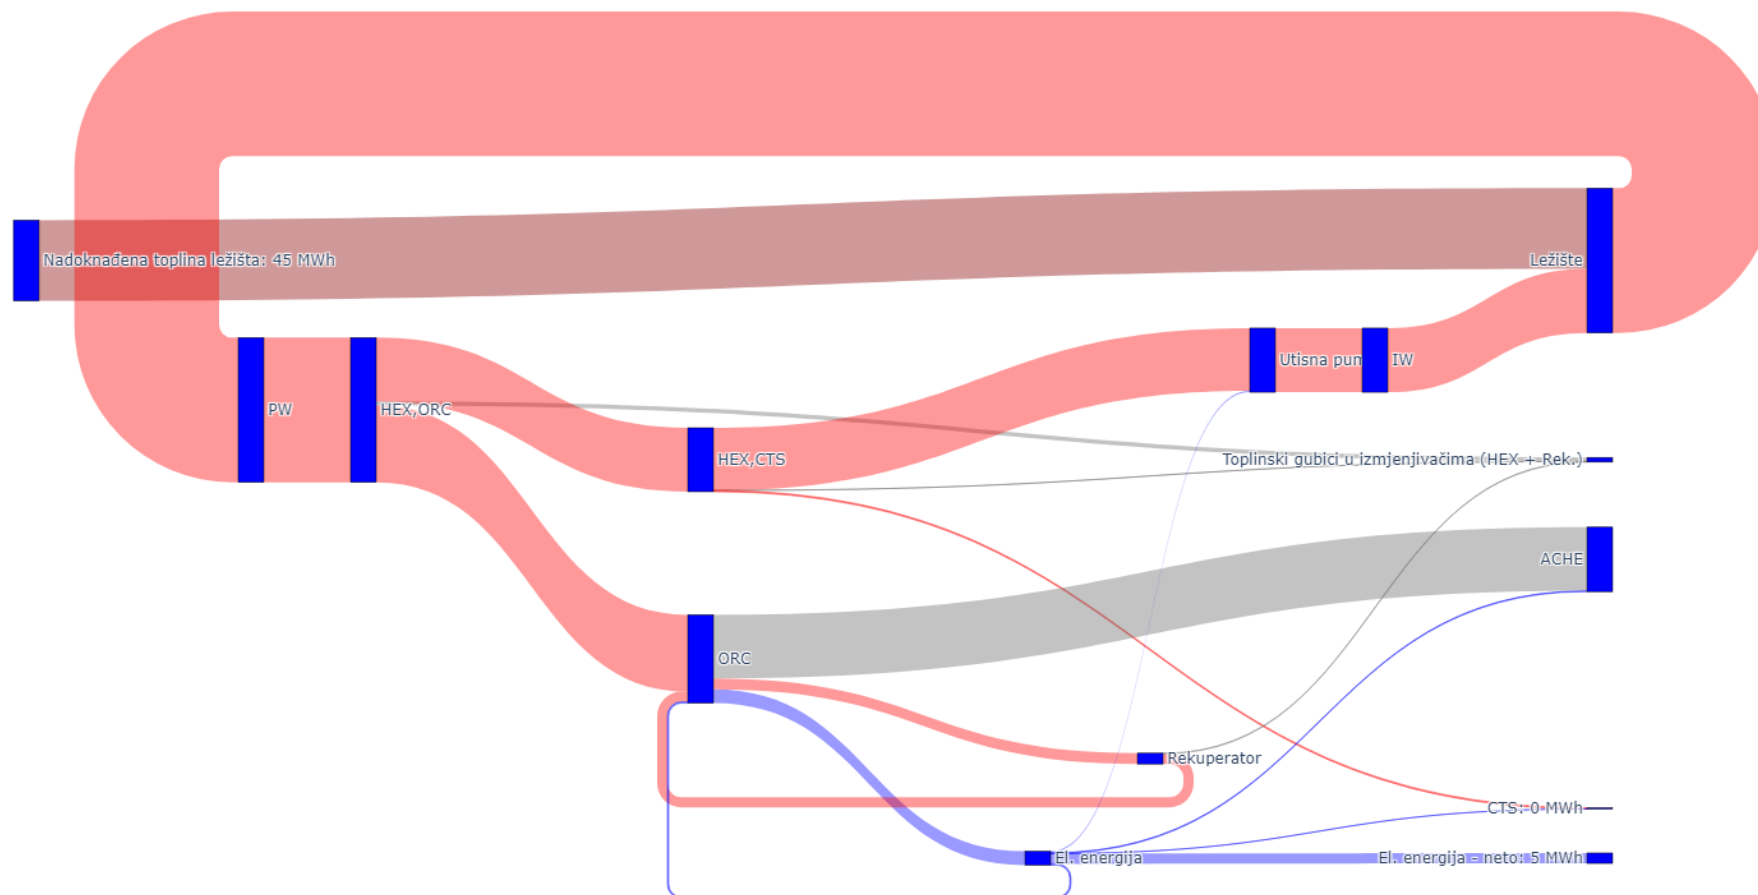 Nadoknađena toplina ležišta: 45 MWh
Ležište
Utisna pum
IW
PW
HEX,ORC
HEX,CTS
Toplinski gubici u izmjenjivačima (HEX + Rek.)
ACHE
ORC
Rekuperator
CTS: 0 MWh
El. energija
El. energija - neto: 5 MWh